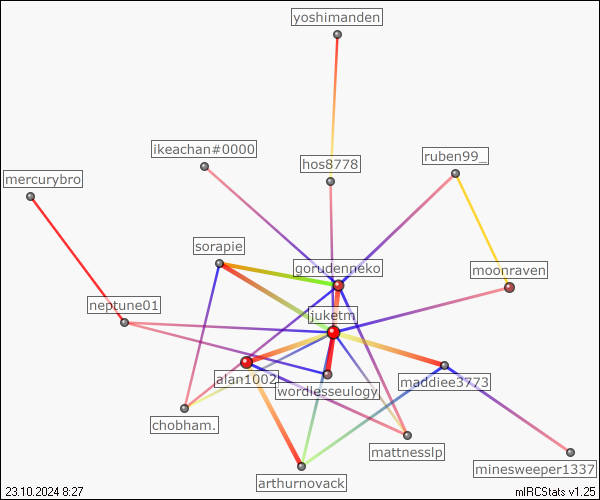 yoshimanden
ikeachan#0000
hos8778
ruben99_
mercurybro
sorapie
gorudenneko
moonraven
neptune01
jjuketm
alan1002
wordlesseulogy
maddiee3773
chobham.
mattnesslp
arthurnovack
minesweeper1337
23.10.2024 8:27
mIRCStats v1.25